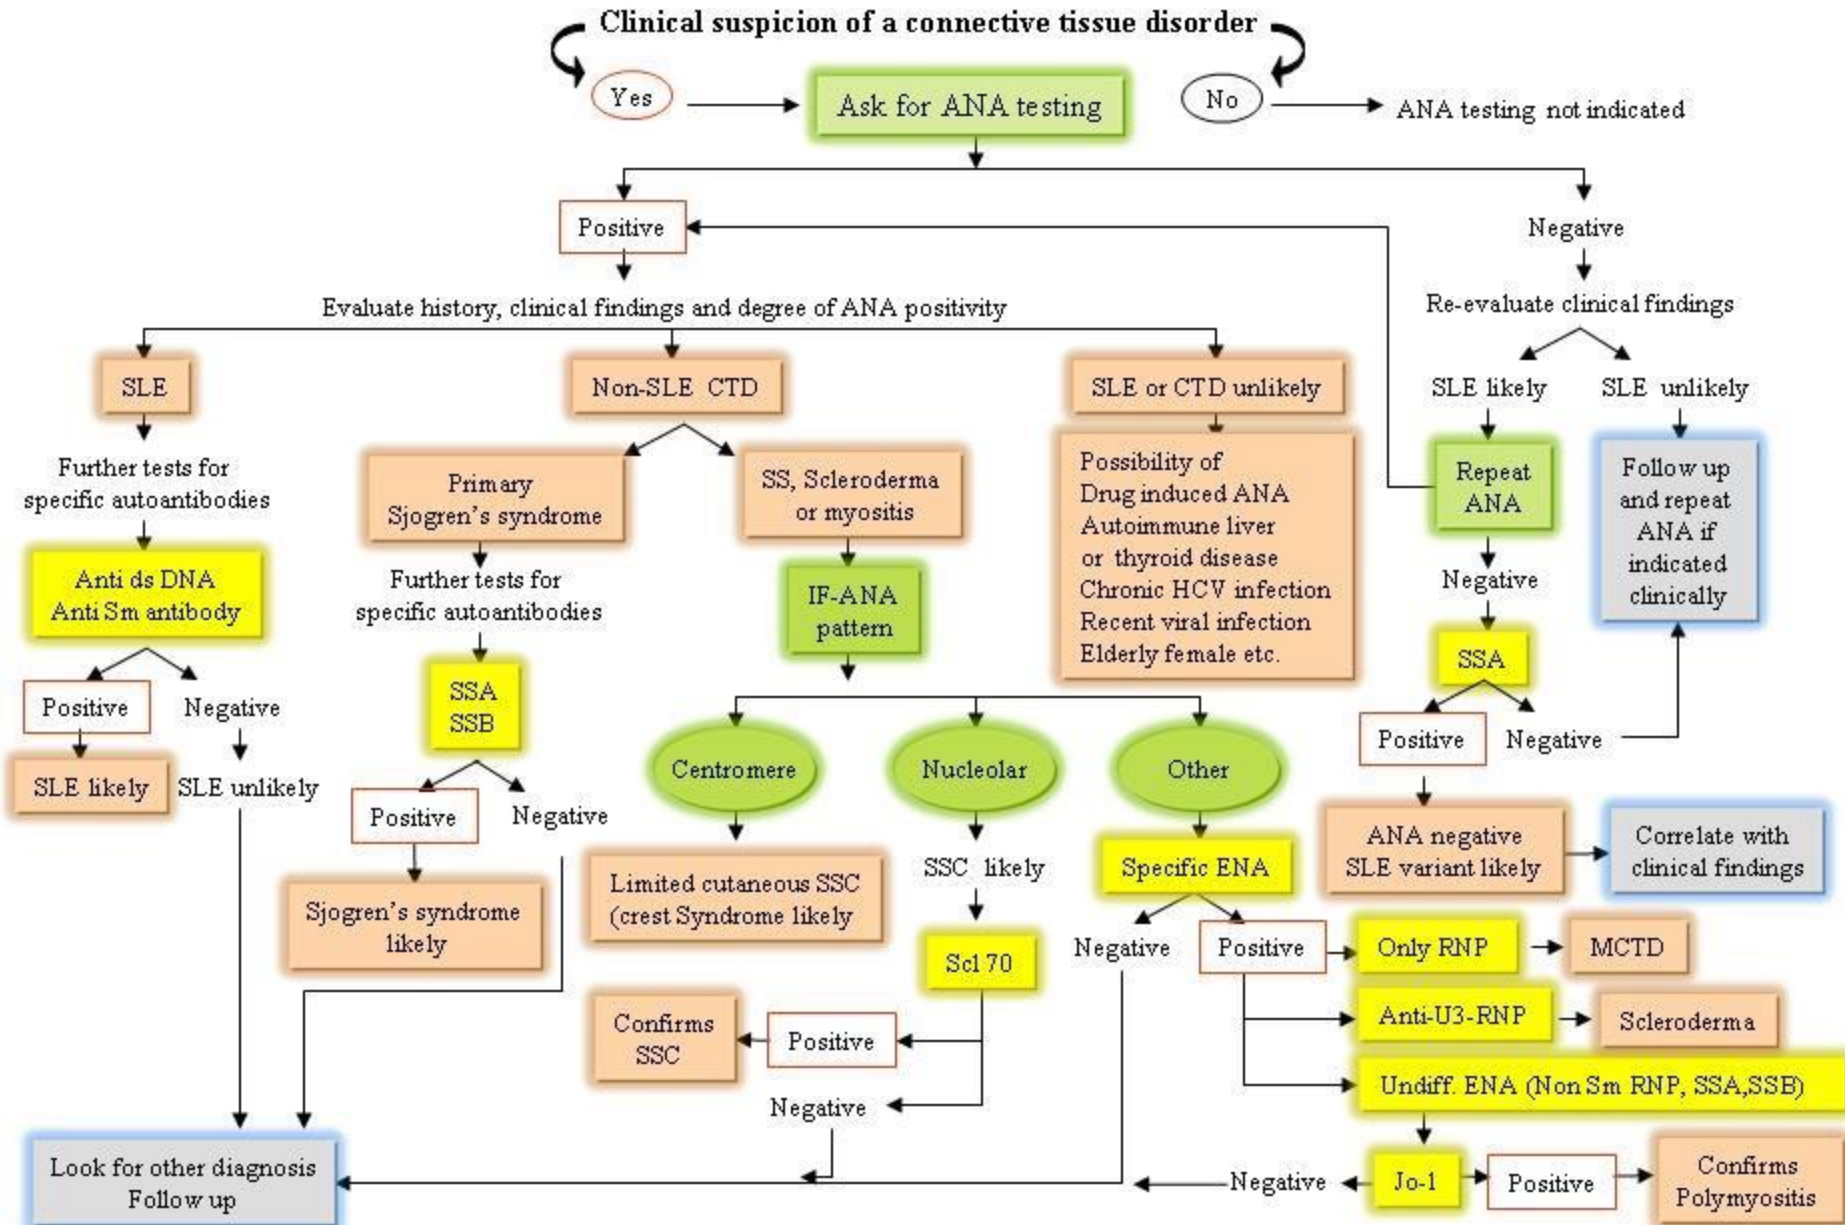 Clinical suspicion of a connective tissue disorder
Yes
Ask for ANA testing
No
ANA testing not indicated
Positive
Negative
Evaluate history, clinical findings and degree of ANA positivity
Re-evaluate clinical findings
SLE
Non-SLE CTD
SLE or CTD unlikely
SLE likely
SLE unlikely
Further tests for
specific autoantibodies
Anti ds DNA
Anti Sm antibody
Positive
Negative
SLE likely
SLE unlikely
Primary
Sjogren's syndrome
Further tests for
specific autoantibodies
SSA
SSB
Positive
Negative
Sjogren's syndrome
likely
SS, Scleroderma
or myositis
IF-ANA
pattern
Centromere
Nucleolar
Other
Limited cutaneous SSC
(crest Syndrome likely
SSC likely
Scl 70
Positive
Confirms
SSC
Negative
Specific ENA
Negative
Positive
Only RNP
MCTD
Anti-U3-RNP
Scleroderma
Undiff. ENA (Non Sm RNP, SSA,SSB)
Jo-1
Positive
Confirms
Polymyositis
Negative
Possibility of
Drug induced ANA
Autoimmune liver
or thyroid disease
Chronic HCV infection
Recent viral infection
Elderly female etc.
Repeat
ANA
Negative
SSA
Positive
Negative
ANA negative
SLE variant likely
Correlate with
clinical findings
Follow up
and repeat
ANA if
indicated
clinically
Look for other diagnosis
Follow up